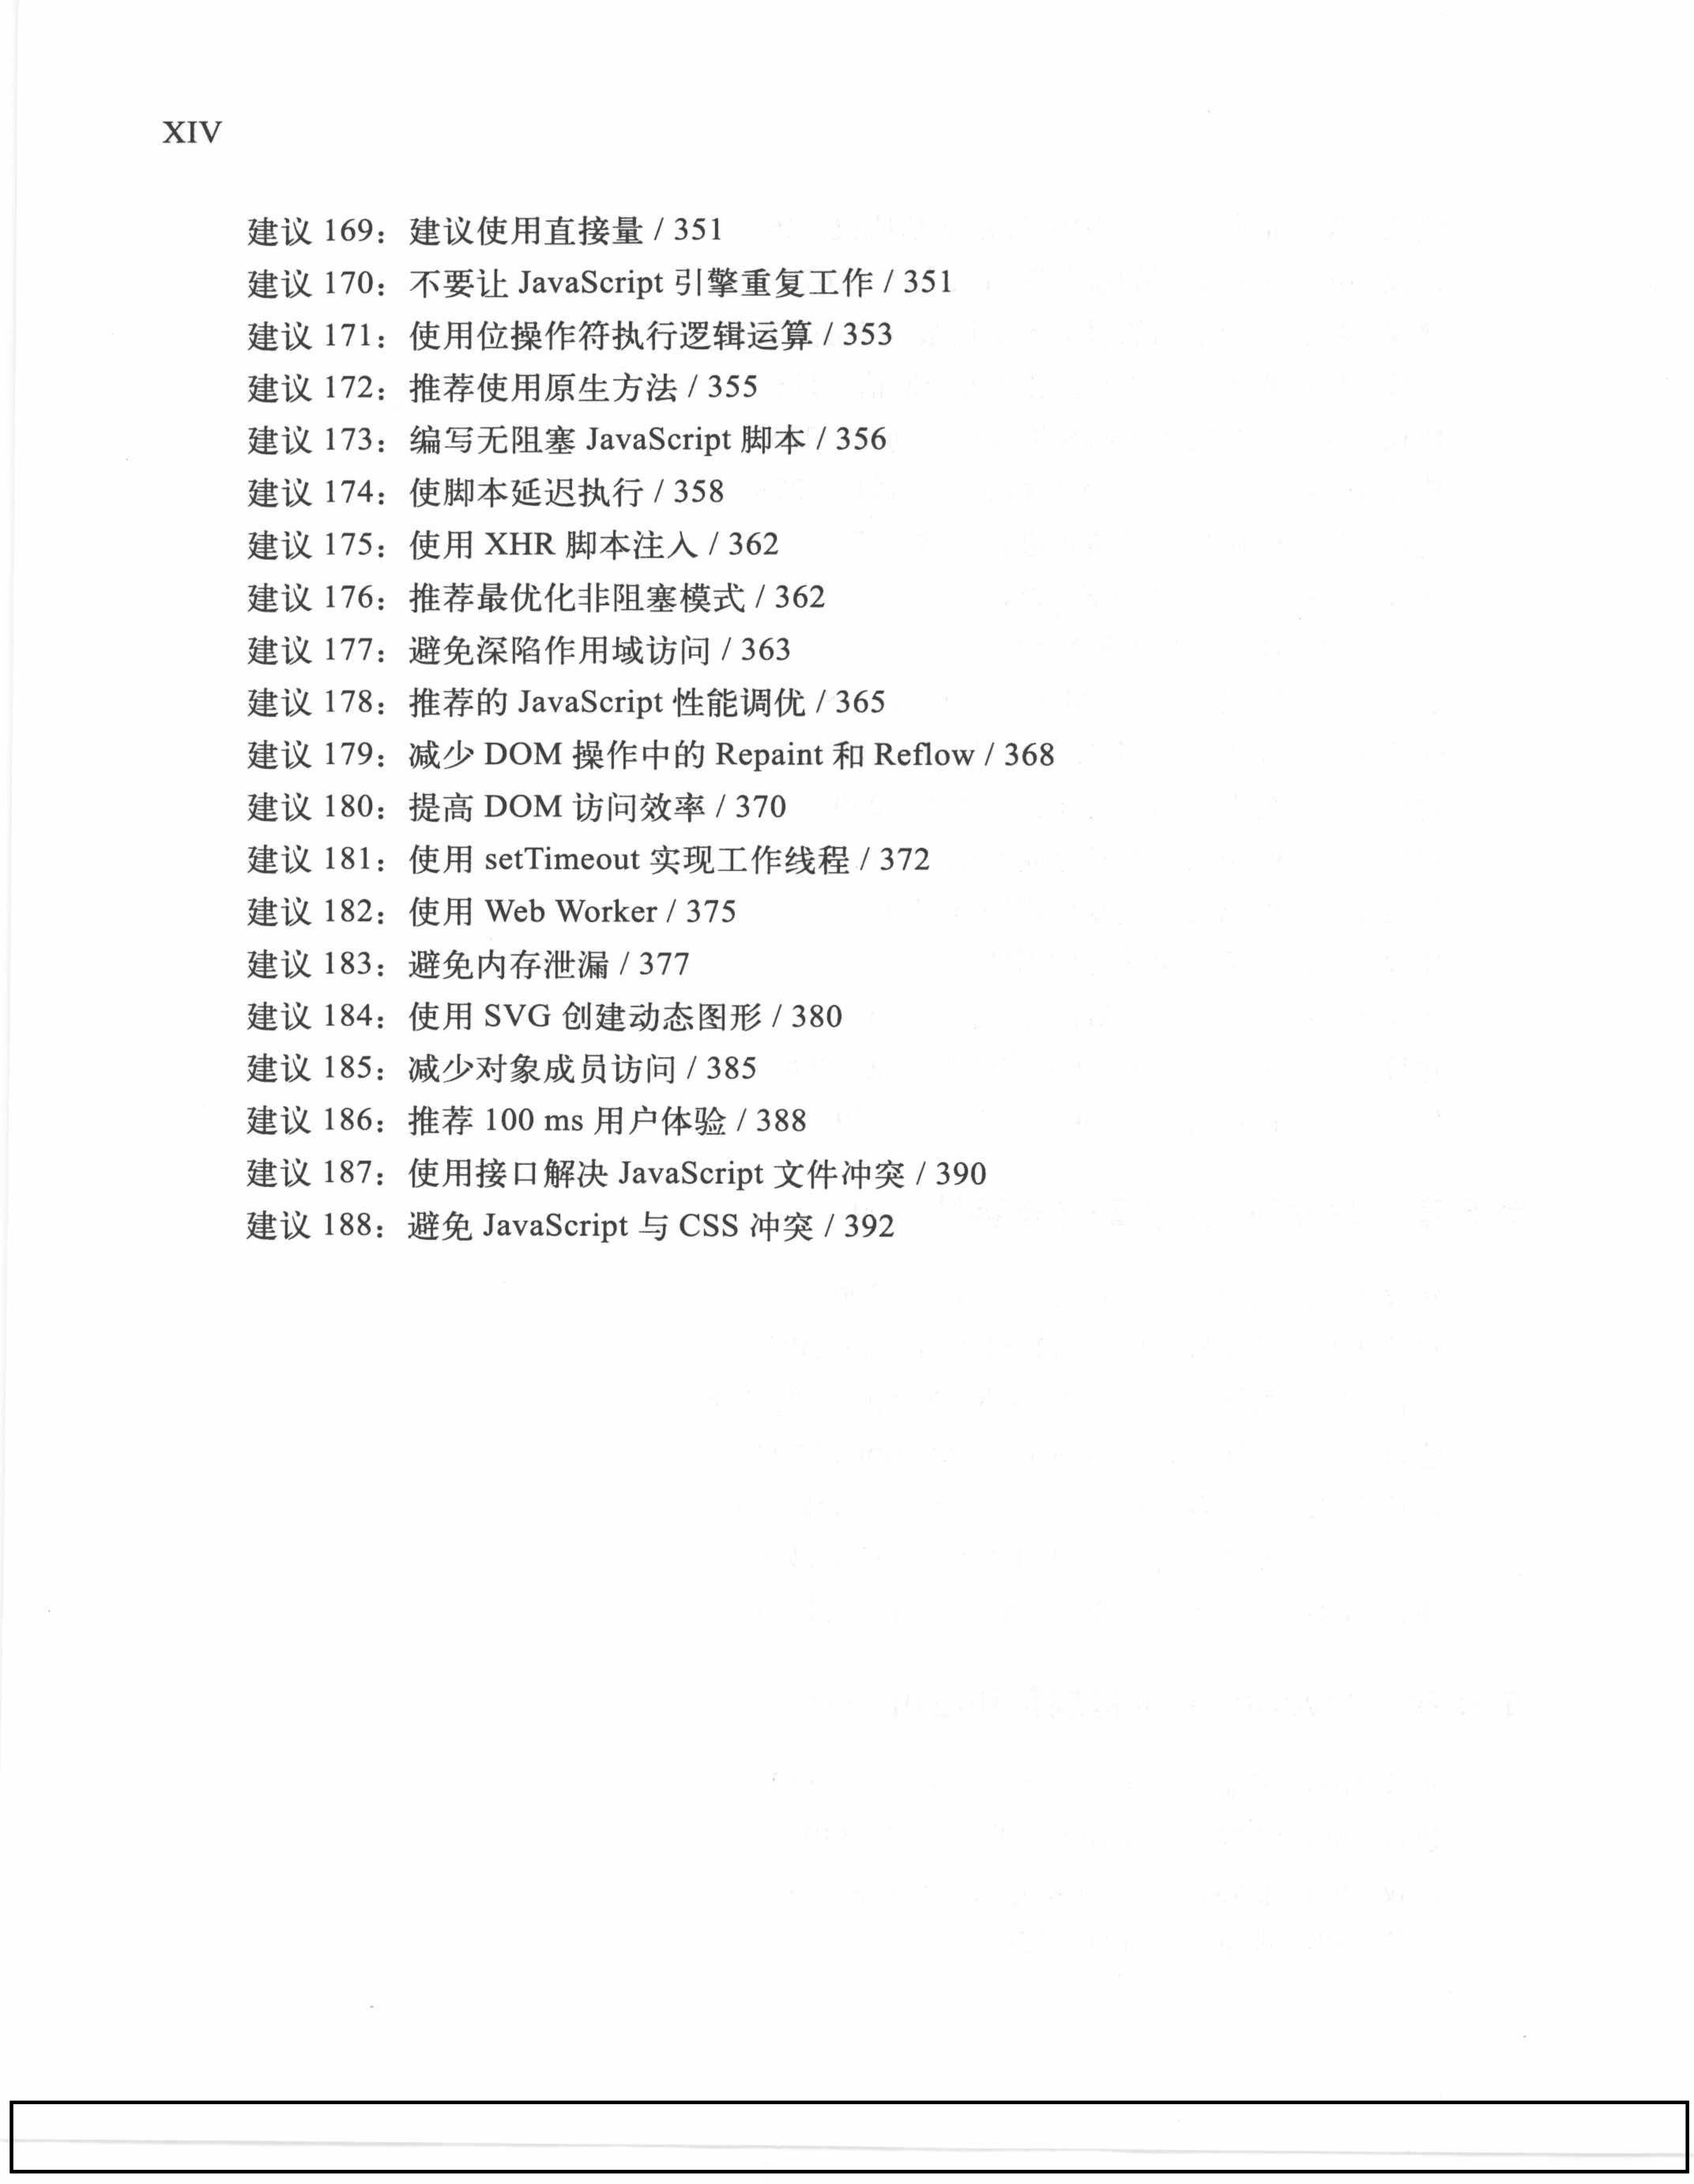 XIV
建议 169：建议使用直接量 / 351
建议 170：不要让 JavaScript 引擎重复工作 / 351
建议 171：使用位操作符执行逻辑运算 / 353
建议 172：推荐使用原生方法 / 355
建议 173：编写无阻塞 JavaScript 脚本 / 356
建议 174：使脚本延迟执行 / 358
建议 175：使用 XHR 脚本注入 / 362
建议 176：推荐最优化非阻塞模式 / 362
建议 177：避免深陷作用域访问 / 363
建议 178：推荐的 JavaScript 性能调优 / 365
建议 179：减少 DOM 操作中的 Repaint 和 Reflow / 368
建议 180：提高 DOM 访问效率 / 370
建议 181：使用 setTimeout 实现工作线程 / 372
建议 182：使用 Web Worker / 375
建议 183：避免内存泄漏 / 377
建议 184：使用 SVG 创建动态图形 / 380
建议 185：减少对象成员访问 / 385
建议 186：推荐 100 ms 用户体验 / 388
建议 187：使用接口解决 JavaScript 文件冲突 / 390
建议 188：避免 JavaScript 与 CSS 冲突 / 392